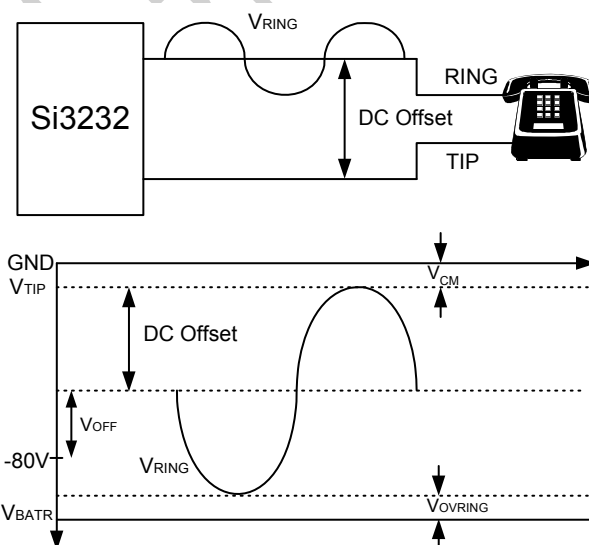 VRING
Si3232
RING
DC Offset
TIP
GND
VTIP
VCM
DC Offset
VOFF
-80V
VRING
VBATR
VOVRING